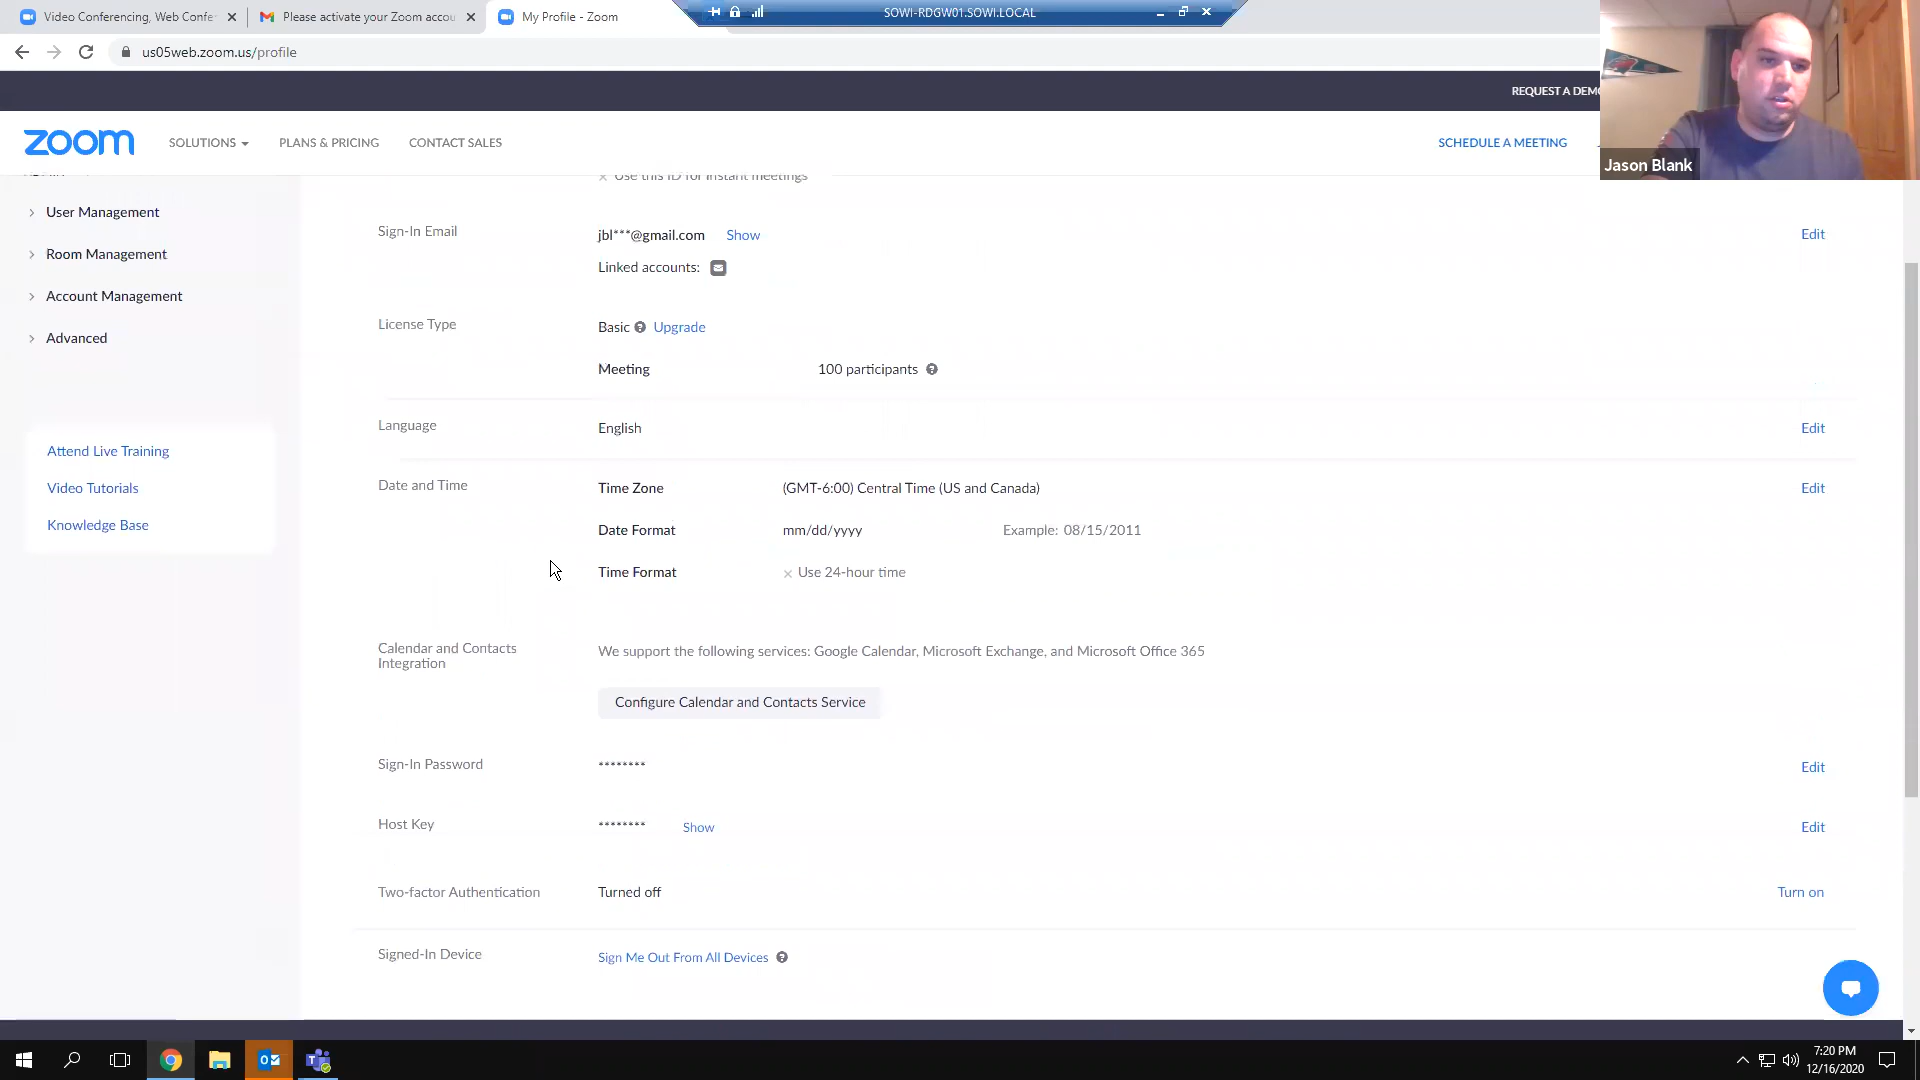 Video Conferencing, Web Confe
Please activate your Zoom accou
My Profile - Zoom
SOWI-RDGW01.SOWI.LOCAL
us05web.zoom.us/profile
REQUEST A DEMO
zoom
SOLUTIONS
PLANS & PRICING
CONTACT SALES
SCHEDULE A MEETING
Jason Blank
Use this ID for instant meetings
User Management
Room Management
Account Management
Advanced
Attend Live Training
Video Tutorials
Knowledge Base
Sign-In Email
jbl***@gmail.com Show
Edit
Linked accounts:
License Type
Basic Upgrade
Meeting 100 participants
Language
English
Edit
Date and Time
Time Zone (GMT-6:00) Central Time (US and Canada)
Edit
Date Format mm/dd/yyyy Example: 08/15/2011
Time Format × Use 24-hour time
Calendar and Contacts
Integration
We support the following services: Google Calendar, Microsoft Exchange, and Microsoft Office 365
Configure Calendar and Contacts Service
Sign-In Password
********
Edit
Host Key
******** Show
Edit
Two-factor Authentication
Turned off
Turn on
Signed-In Device
Sign Me Out From All Devices
7:20 PM
12/16/2020